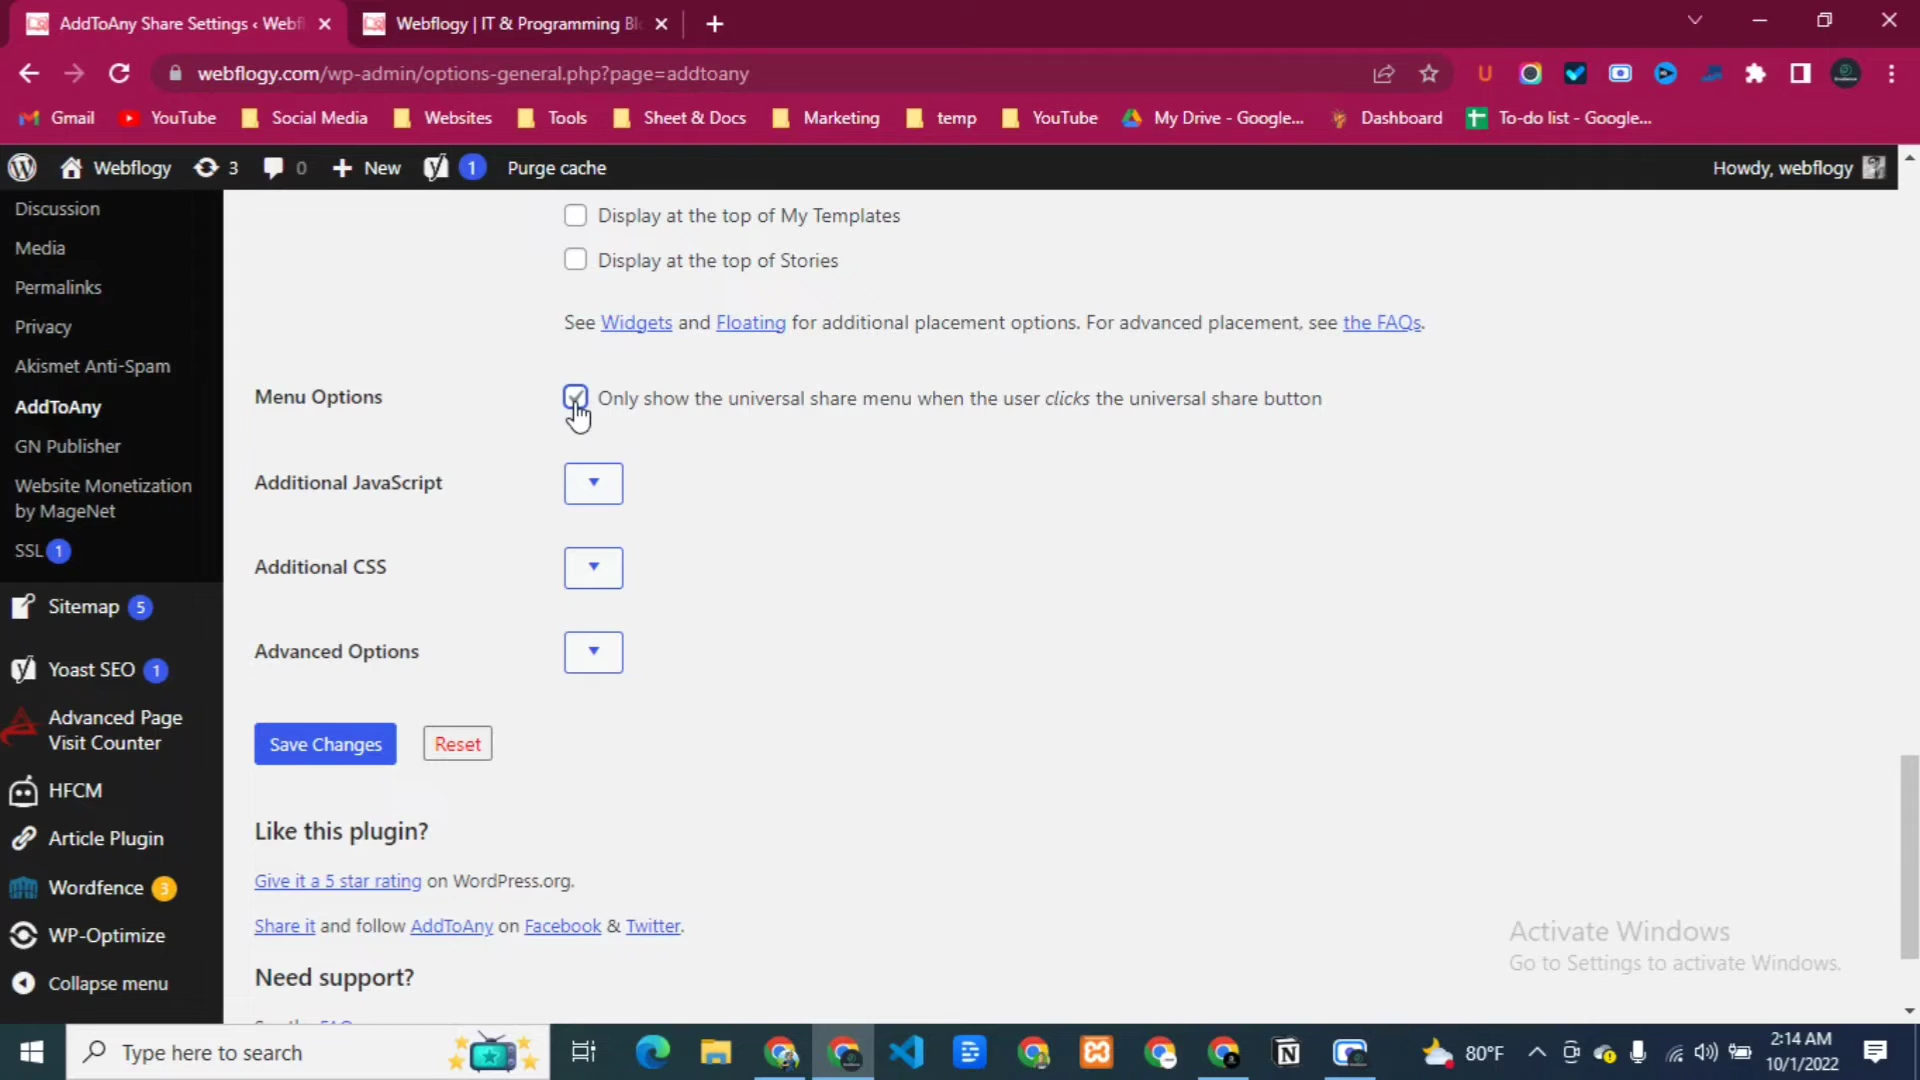 AddToAny Share Settings ‹ Webf
Webflogy | IT & Programming Bl
webflogy.com/wp-admin/options-general.php?page=addtoany
Gmail YouTube Social Media Websites Tools Sheet & Docs Marketing temp YouTube My Drive - Google... Dashboard To-do list - Google...
Webflogy 3 0 New 1 Purge cache Howdy, webflogy
Discussion
Media
Permalinks
Privacy
Akismet Anti-Spam
AddToAny
GN Publisher
Website Monetization
by MageNet
SSL 1
Sitemap 5
Yoast SEO 1
Advanced Page
Visit Counter
HFCM
Article Plugin
Wordfence 3
WP-Optimize
Collapse menu
Display at the top of My Templates
Display at the top of Stories
See Widgets and Floating for additional placement options. For advanced placement, see the FAQs.
Menu Options
Only show the universal share menu when the user clicks the universal share button
Additional JavaScript
Additional CSS
Advanced Options
Save Changes Reset
Like this plugin?
Give it a 5 star rating on WordPress.org.
Share it and follow AddToAny on Facebook & Twitter.
Need support?
Activate Windows
Go to Settings to activate Windows.
Type here to search
80°F
2:14 AM
10/1/2022